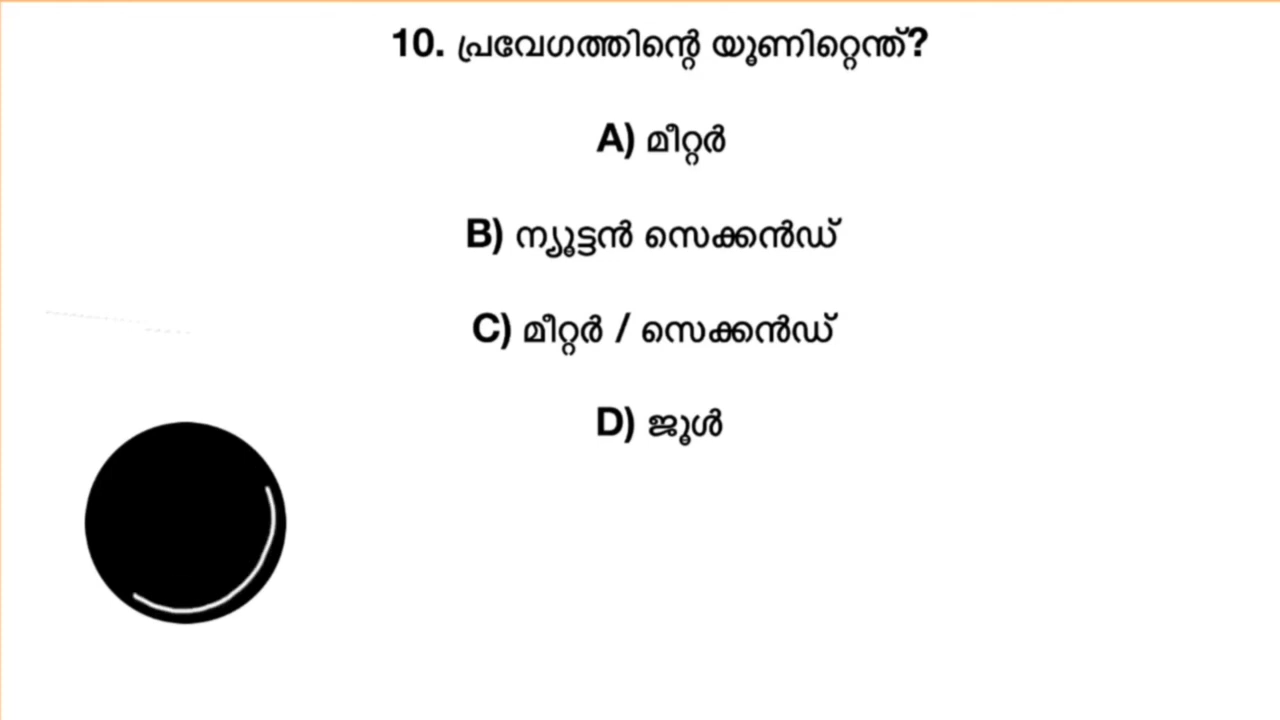 10. പ്രവേഗത്തിന്റെ യൂണിറ്റെന്ത്?
A) മീറ്റർ
B) ന്യൂട്ടൻ സെക്കൻഡ്
C) മീറ്റർ / സെക്കൻഡ്
D) ജൂൾ